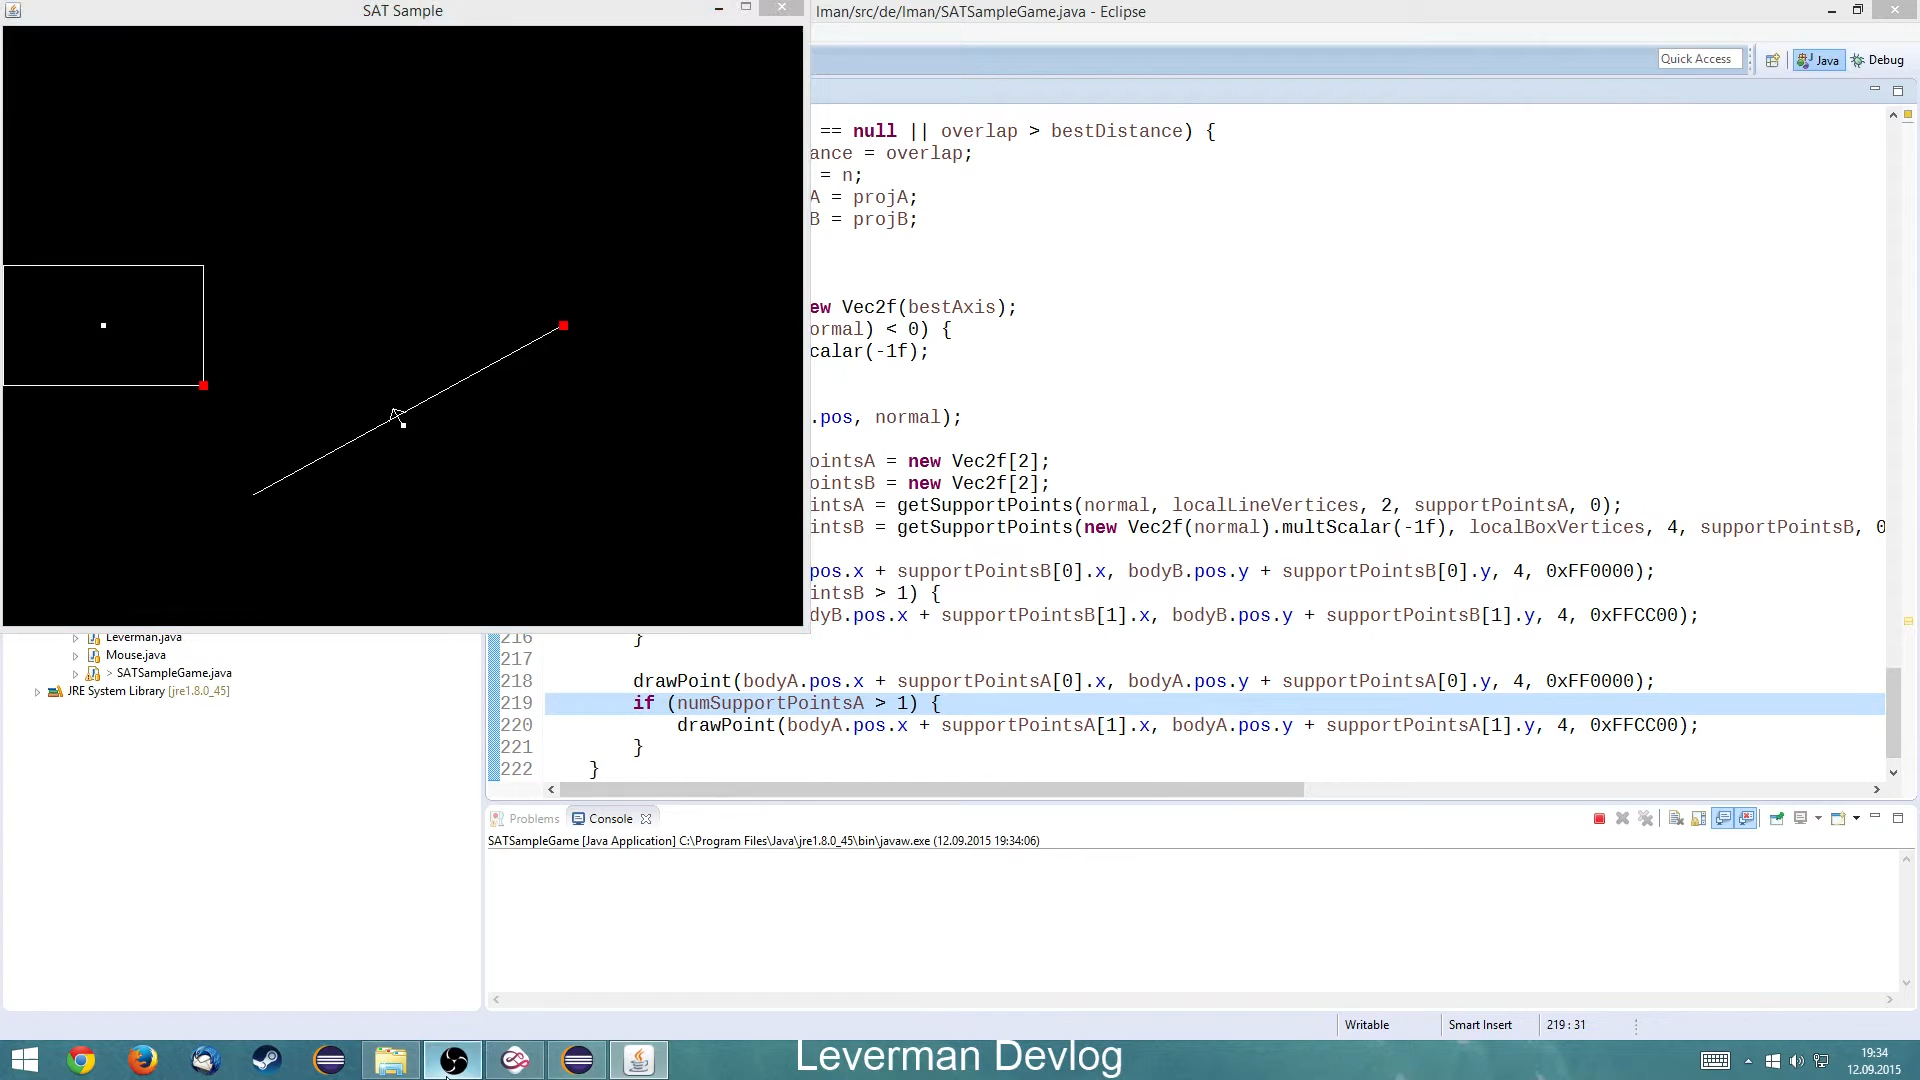 SAT Sample
lman/src/de/lman/SATSampleGame.java - Eclipse
Quick Access
Java
Debug
== null || overlap > bestDistance) {
ance = overlap;
= n;
A = projA;
B = projB;
ew Vec2f(bestAxis);
ormal) < 0) {
calar(-1f);
.pos, normal);
ointsA = new Vec2f[2];
ointsB = new Vec2f[2];
intsA = getSupportPoints(normal, localLineVertices, 2, supportPointsA, 0);
intsB = getSupportPoints(new Vec2f(normal).multScalar(-1f), localBoxVertices, 4, supportPointsB, 0
pos.x + supportPointsB[0].x, bodyB.pos.y + supportPointsB[0].y, 4, 0xFF0000);
intsB > 1) {
dyB.pos.x + supportPointsB[1].x, bodyB.pos.y + supportPointsB[1].y, 4, 0xFFCC00);
216 }
217
218 drawPoint(bodyA.pos.x + supportPointsA[0].x, bodyA.pos.y + supportPointsA[0].y, 4, 0xFF0000);
219 if (numSupportPointsA > 1) {
220 drawPoint(bodyA.pos.x + supportPointsA[1].x, bodyA.pos.y + supportPointsA[1].y, 4, 0xFFCC00);
221 }
222 }
Leverman.java
Mouse.java
> SATSampleGame.java
JRE System Library [jre1.8.0_45]
Problems
Console
SATSampleGame [Java Application] C:\Program Files\Java\jre1.8.0_45\bin\javaw.exe (12.09.2015 19:34:06)
Writable
Smart Insert
219 : 31
Leverman Devlog
19:34
12.09.2015